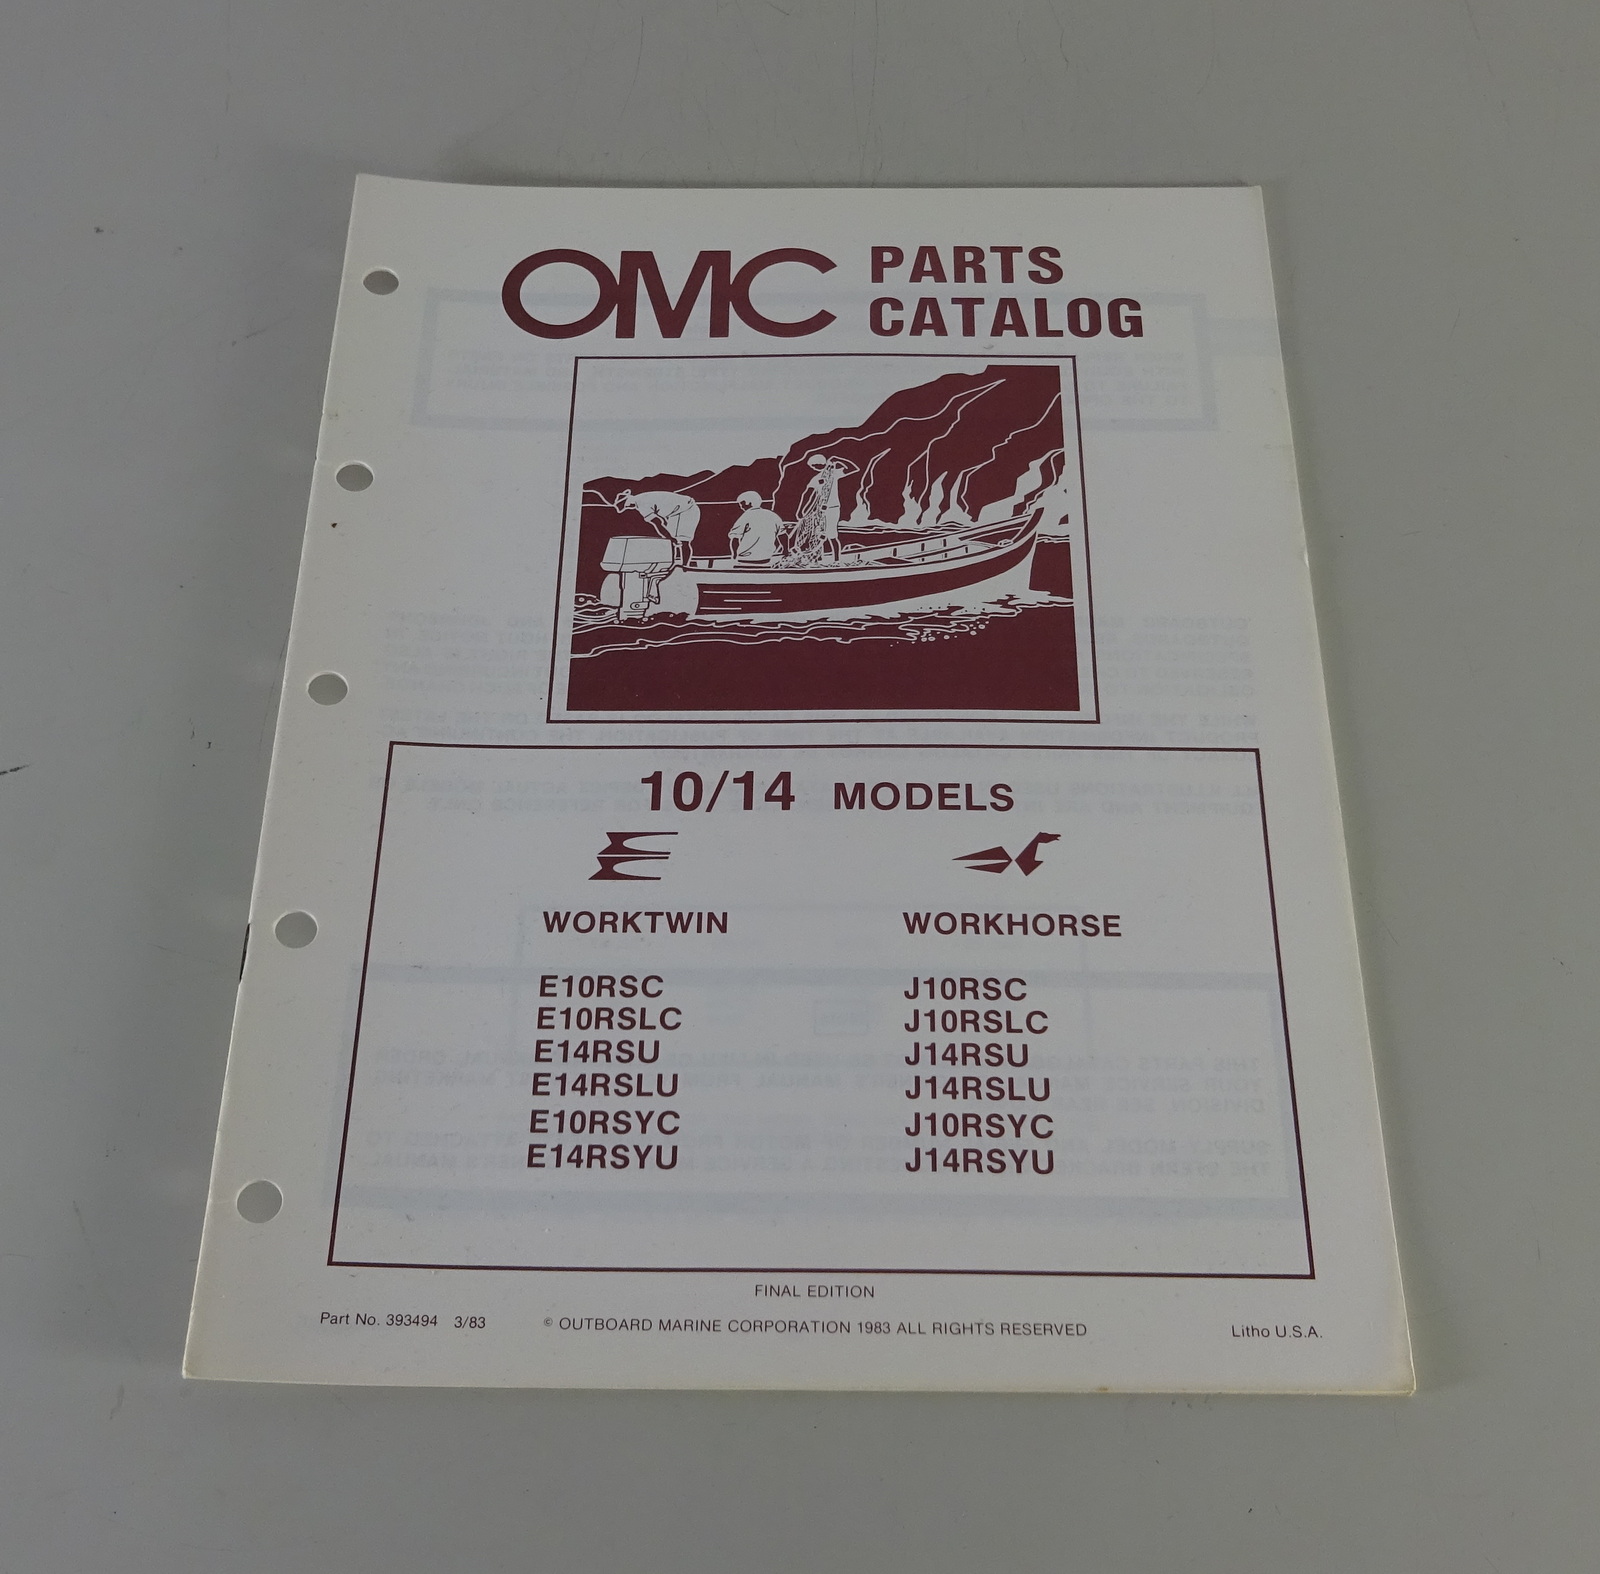 OMC PARTS
CATALOG
10/14 MODELS
WORKTWIN WORKHORSE
E10RSC J10RSC
E10RSLC J10RSLC
E14RSU J14RSU
E14RSLU J14RSLU
E10RSYC J10RSYC
E14RSYU J14RSYU
FINAL EDITION
Part No. 393494 3/83 © OUTBOARD MARINE CORPORATION 1983 ALL RIGHTS RESERVED Litho U.S.A.